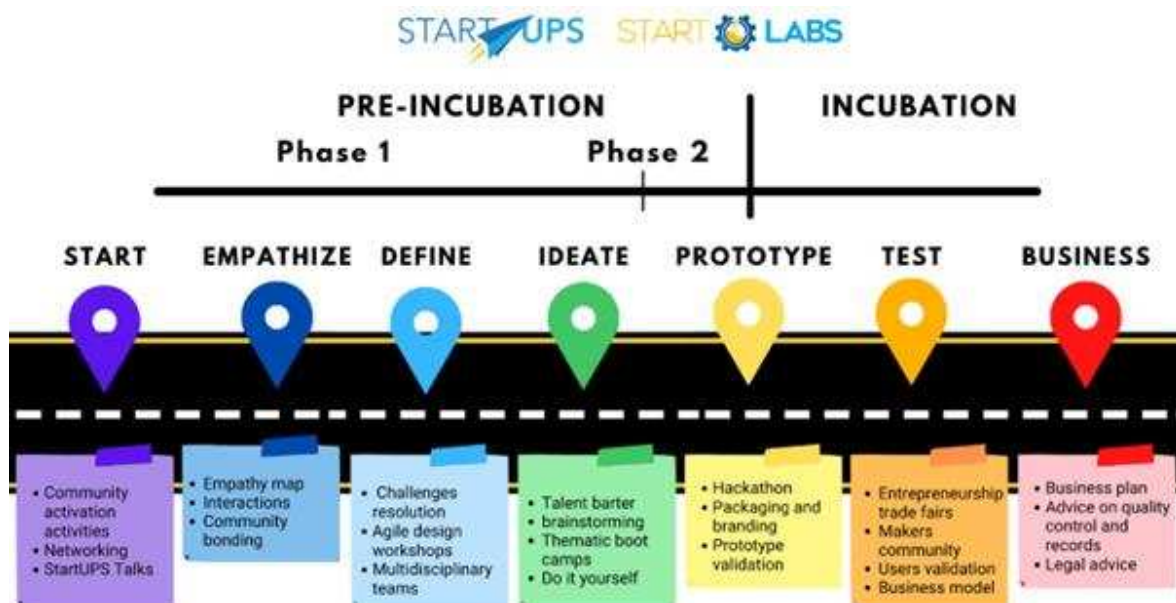 STARTUPS START LABS
PRE-INCUBATION INCUBATION
Phase 1 Phase 2
START EMPATHIZE DEFINE IDEATE PROTOTYPE TEST BUSINESS
• Community
activation
activities
• Networking
• StartUPS Talks
• Empathy map
• Interactions
• Community
bonding
• Challenges
resolution
• Agile design
workshops
• Multidisciplinary
teams
• Talent barter
• brainstorming
• Thematic boot
camps
• Do it yourself
• Hackathon
• Packaging and
branding
• Prototype
validation
• Entrepreneurship
trade fairs
• Makers
community
• Users validation
• Business model
• Business plan
• Advice on quality
control and
records
• Legal advice